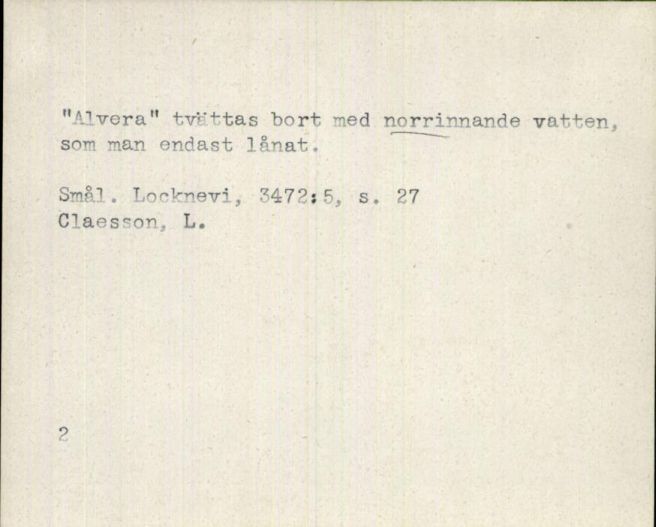 "Alvera" tvättas bort med norrinnande vatten,
som man endast lånat.
Smål. Locknevi, 3472:5, s. 27
Claesson, L.
2